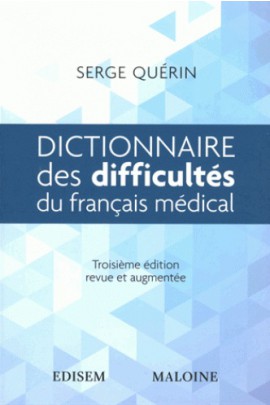 SERGE QUÉRIN
DICTIONNAIRE
des difficultés
du français médical
Troisième édition
revue et augmentée
EDISEM MALOINE